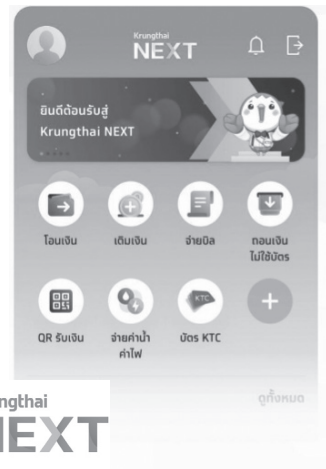 Krungthai
NEXT
ยินดีต้อนรับสู่
Krungthai NEXT
โอนเงิน
เติมเงิน
จ่ายบิล
ถอนเงิน
ไม่ใช้บัตร
KTC
QR รับเงิน
จ่ายค่าน้ำ
ค่าไฟ
บัตร KTC
ดูทั้งหมด
ngthai
NEXT